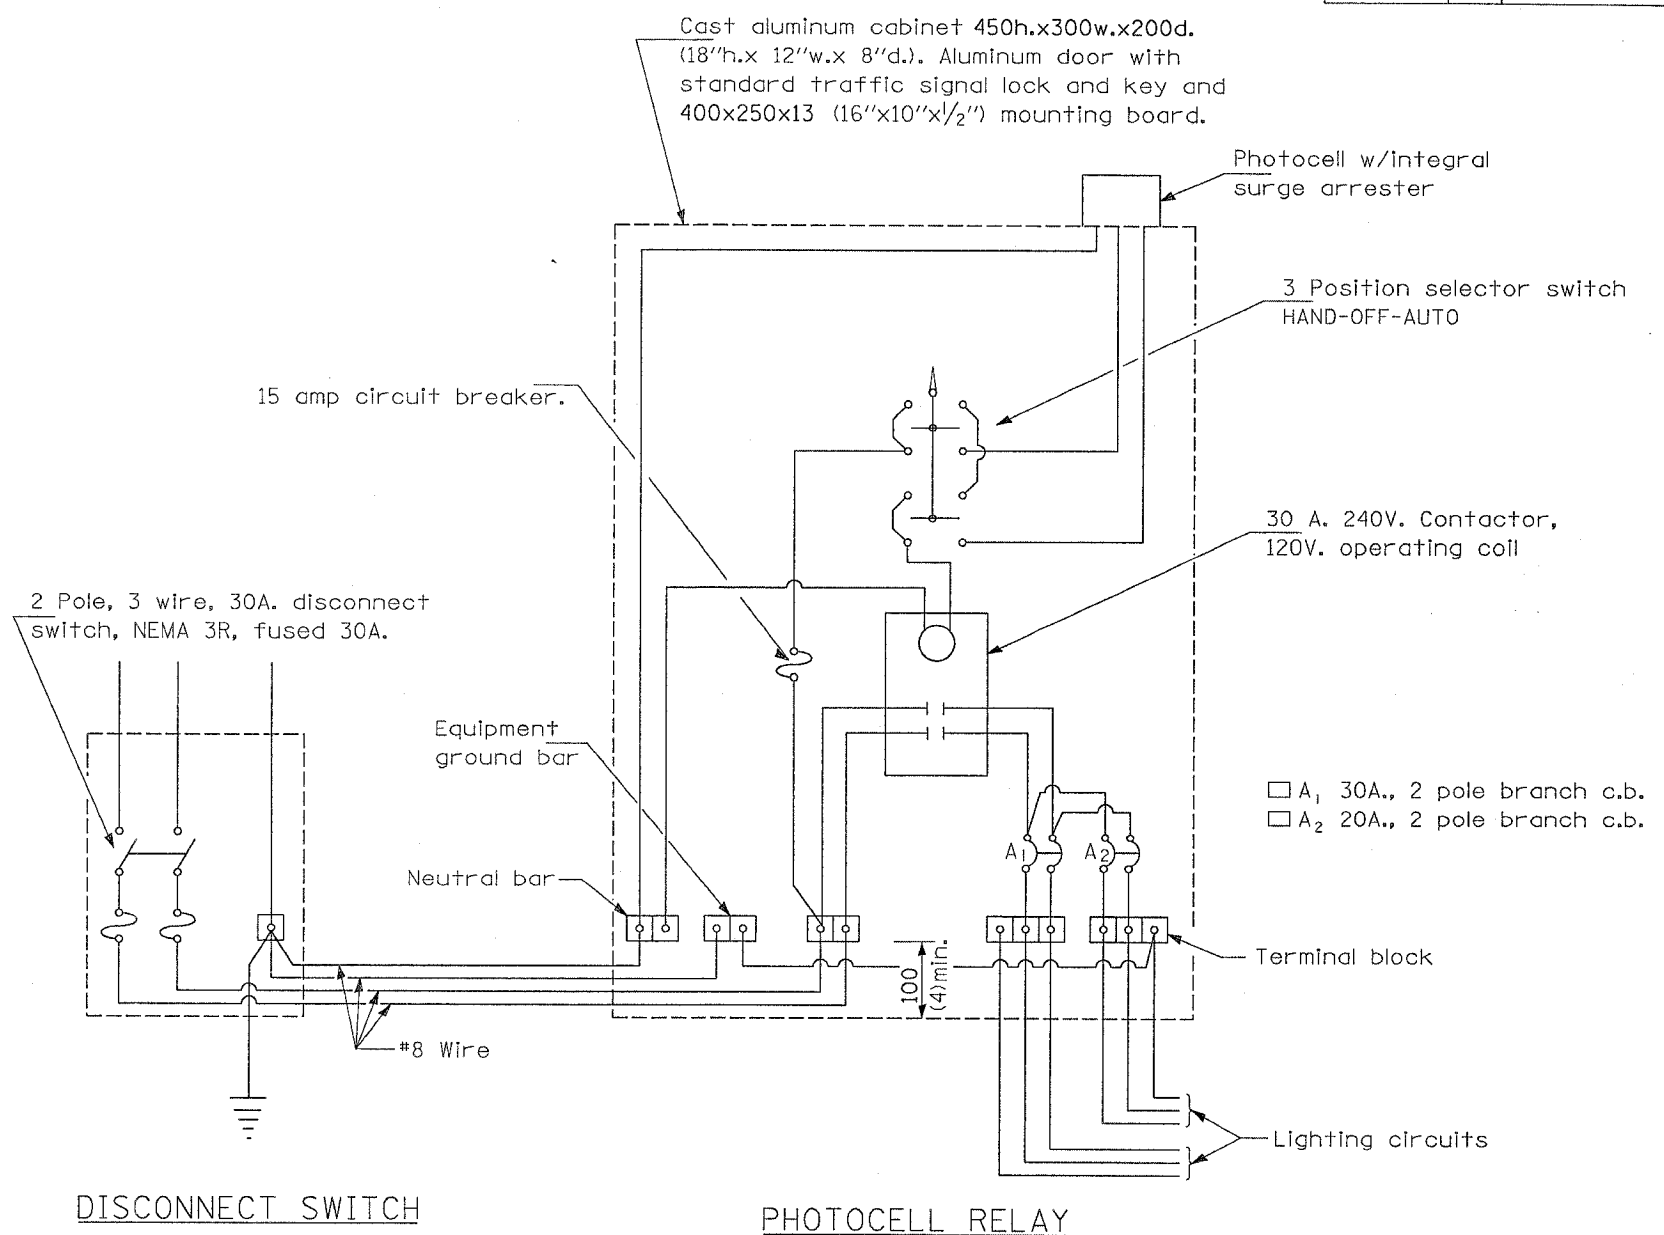 Cast aluminum cabinet 450h.x300w.x200d.
(18"h.x 12"w.x 8"d.). Aluminum door with
standard traffic signal lock and key and
400x250x13 (16"x10"x1/2") mounting board.
Photocell w/integral
surge arrester
3 Position selector switch
HAND-OFF-AUTO
15 amp circuit breaker.
30 A. 240V. Contactor,
120V. operating coil
2 Pole, 3 wire, 30A. disconnect
switch, NEMA 3R, fused 30A.
Equipment
ground bar
A1 30A., 2 pole branch c.b.
A2 20A., 2 pole branch c.b.
A1
A2
Neutral bar
Terminal block
100
(4)min.
#8 Wire
Lighting circuits
DISCONNECT SWITCH
PHOTOCELL RELAY